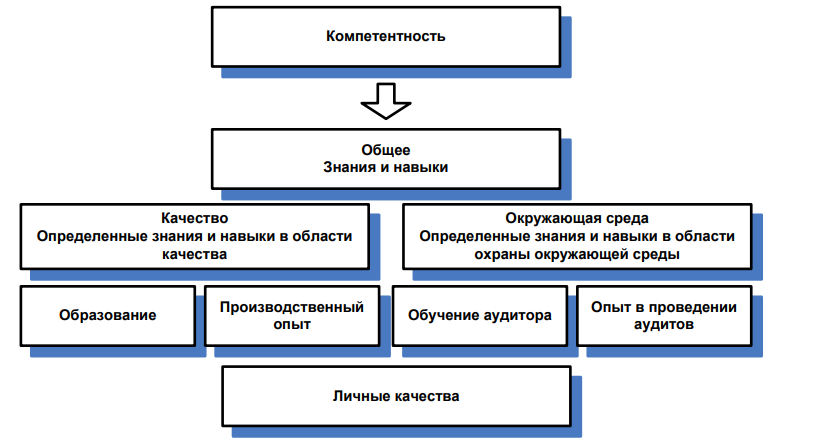 Компетентность
Общее
Знания и навыки
Качество
Определенные знания и навыки в области
качества
Окружающая среда
Определенные знания и навыки в области
охраны окружающей среды
Образование
Производственный
опыт
Обучение аудитора
Опыт в проведении
аудитов
Личные качества